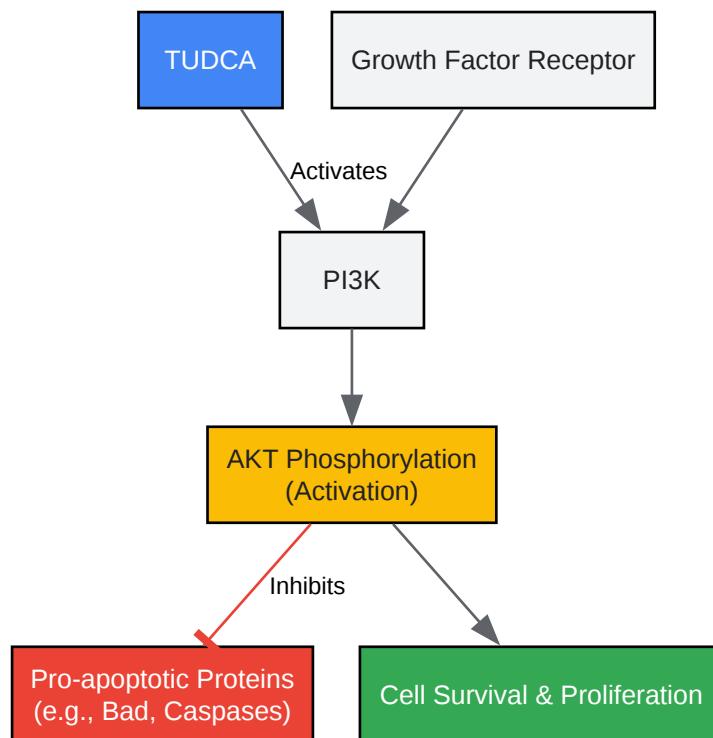 TUDCA
Growth Factor Receptor
Activates
PI3K
AKT Phosphorylation
(Activation)
Inhibits
Pro-apoptotic Proteins
(e.g., Bad, Caspases)
Cell Survival & Proliferation